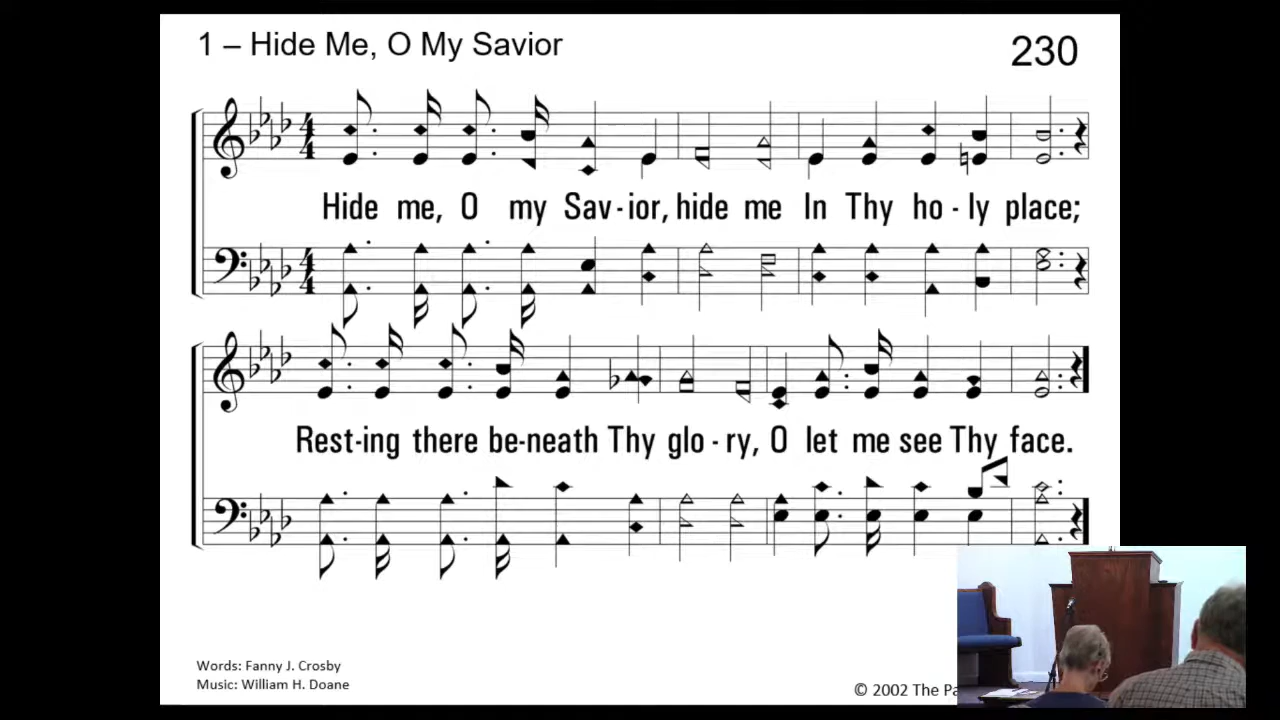 1 – Hide Me, O My Savior
230
Hide me, O my Sav - ior, hide me In Thy ho - ly place;
Rest-ing there be-neath Thy glo - ry, O let me see Thy face.
Words: Fanny J. Crosby
Music: William H. Doane
© 2002 The